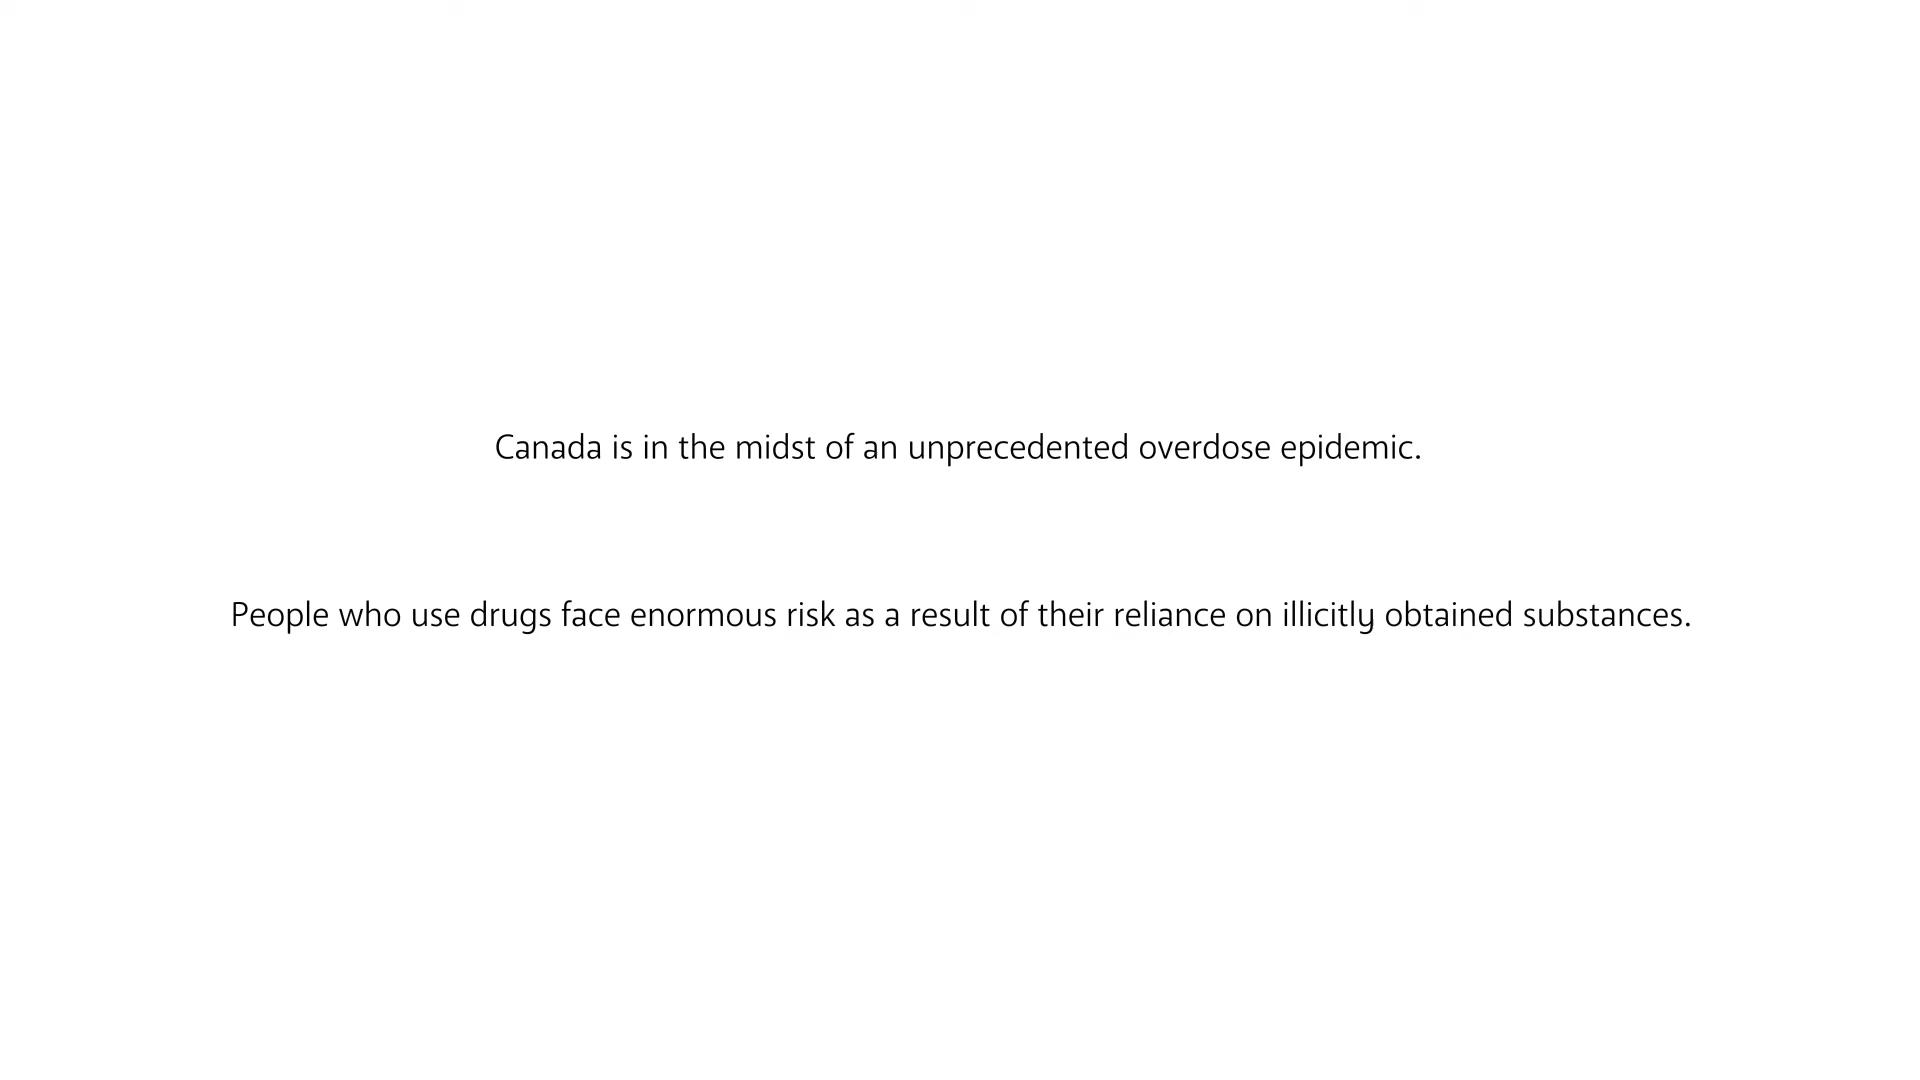 Canada is in the midst of an unprecedented overdose epidemic.
People who use drugs face enormous risk as a result of their reliance on illicitly obtained substances.